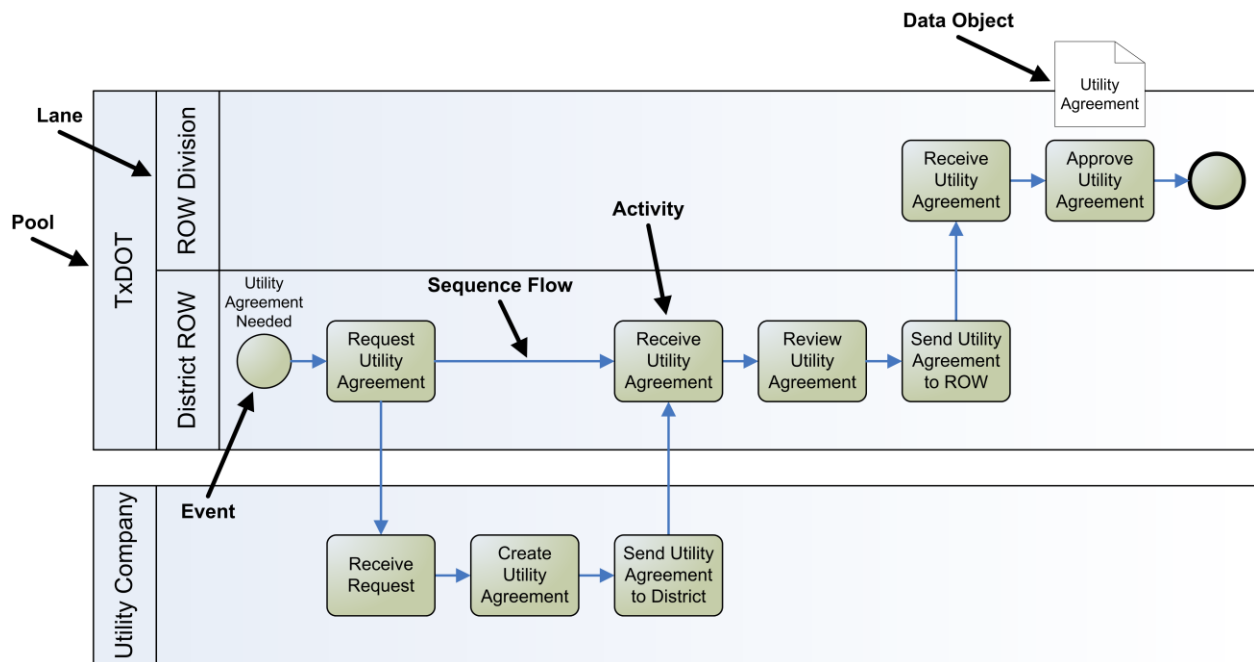 Data Object
Utility
Agreement
Lane
Pool
TxDOT
ROW Division
Receive
Utility
Agreement
Approve
Utility
Agreement
Activity
Sequence Flow
District ROW
Utility
Agreement
Needed
Request
Utility
Agreement
Receive
Utility
Agreement
Review
Utility
Agreement
Send Utility
Agreement
to ROW
Event
Utility Company
Receive
Request
Create
Utility
Agreement
Send Utility
Agreement
to District